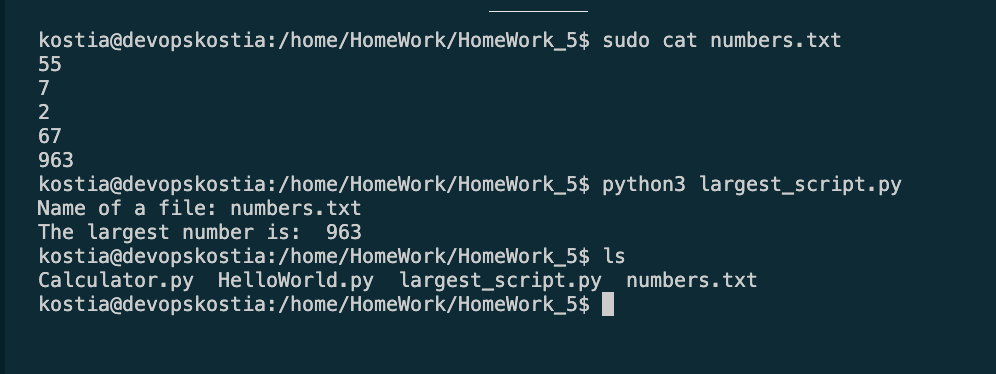 kostia@devopskostia:/home/HomeWork/HomeWork_5$ sudo cat numbers.txt
55
7
2
67
963
kostia@devopskostia:/home/HomeWork/HomeWork_5$ python3 largest_script.py
Name of a file: numbers.txt
The largest number is:  963
kostia@devopskostia:/home/HomeWork/HomeWork_5$ ls
Calculator.py  HelloWorld.py  largest_script.py  numbers.txt
kostia@devopskostia:/home/HomeWork/HomeWork_5$